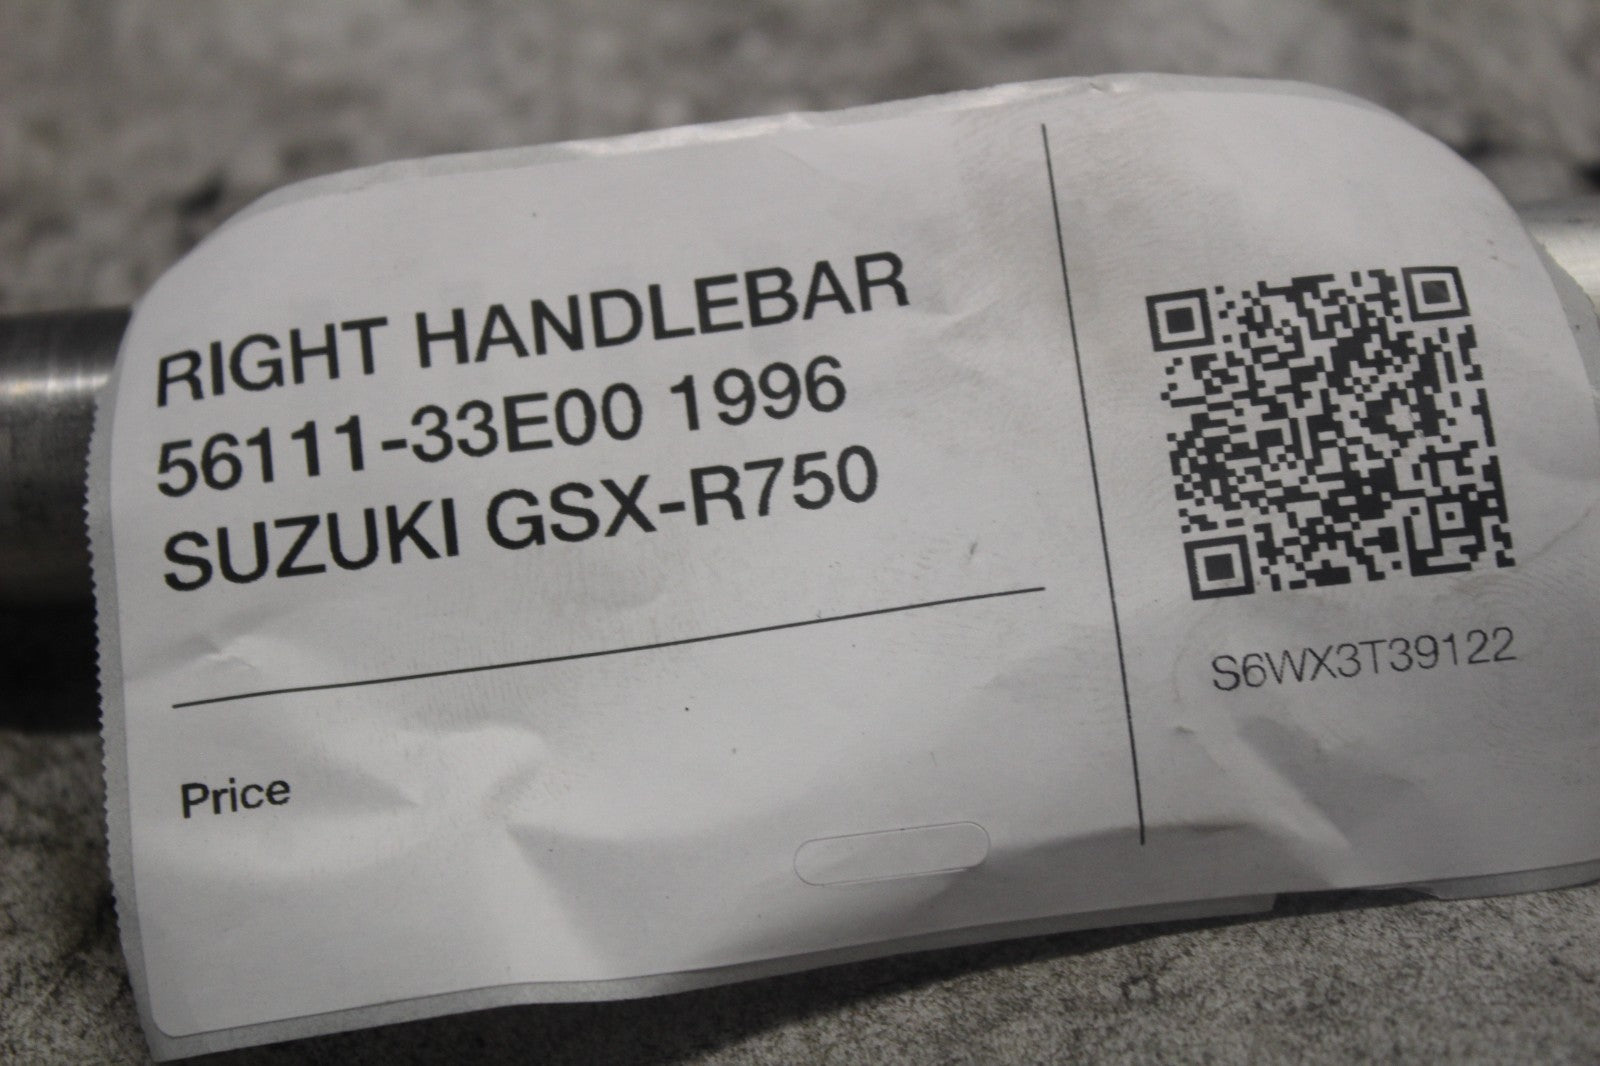 RIGHT HANDLEBAR
56111-33E00 1996
SUZUKI GSX-R750
Price
S6WX3T39122